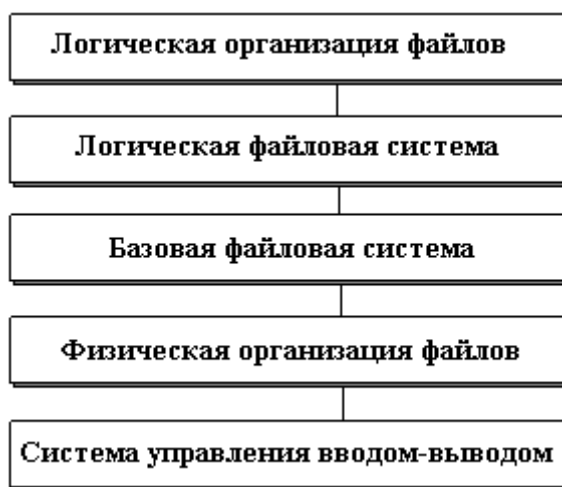 Логическая организация файлов
Логическая файловая система
Базовая файловая система
Физическая организация файлов
Система управления вводом-выводом